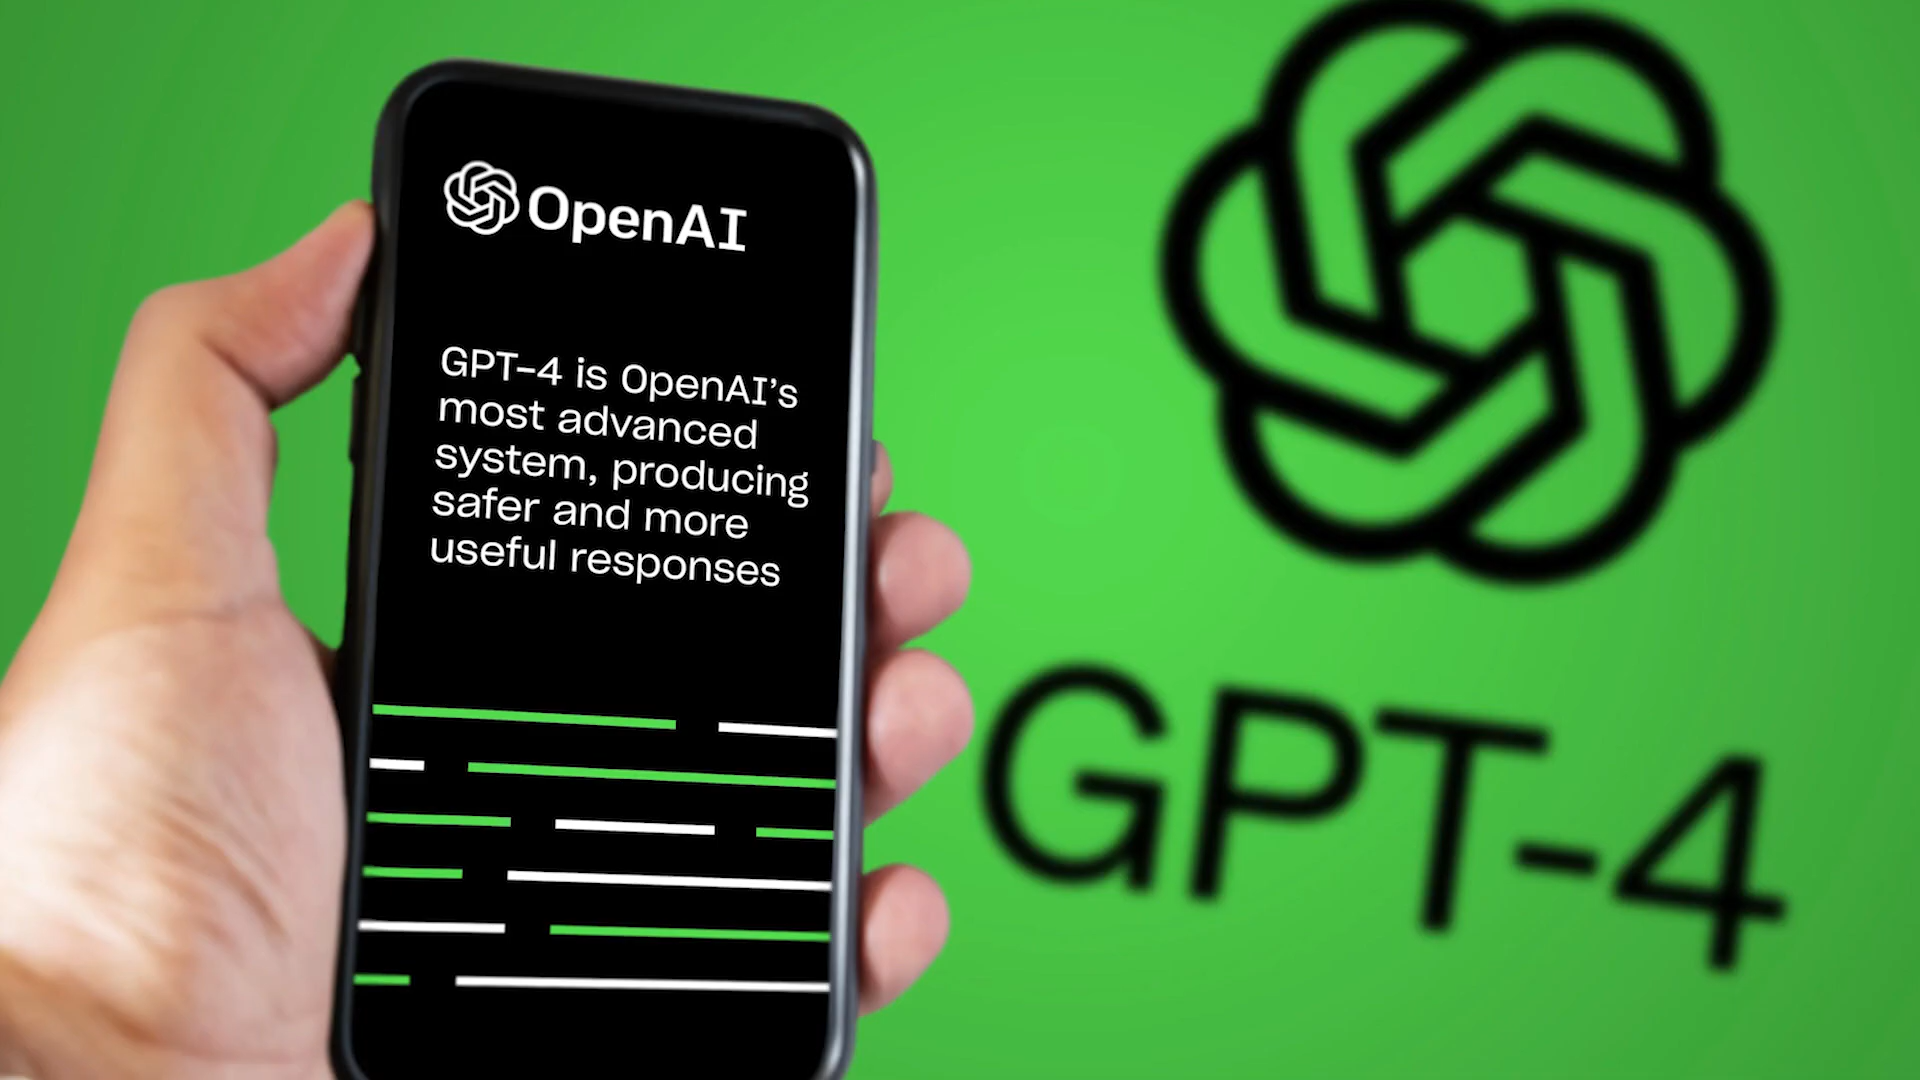 OpenAI
GPT-4 is OpenAI's
most advanced
system, producing
safer and more
useful responses
GPT-4